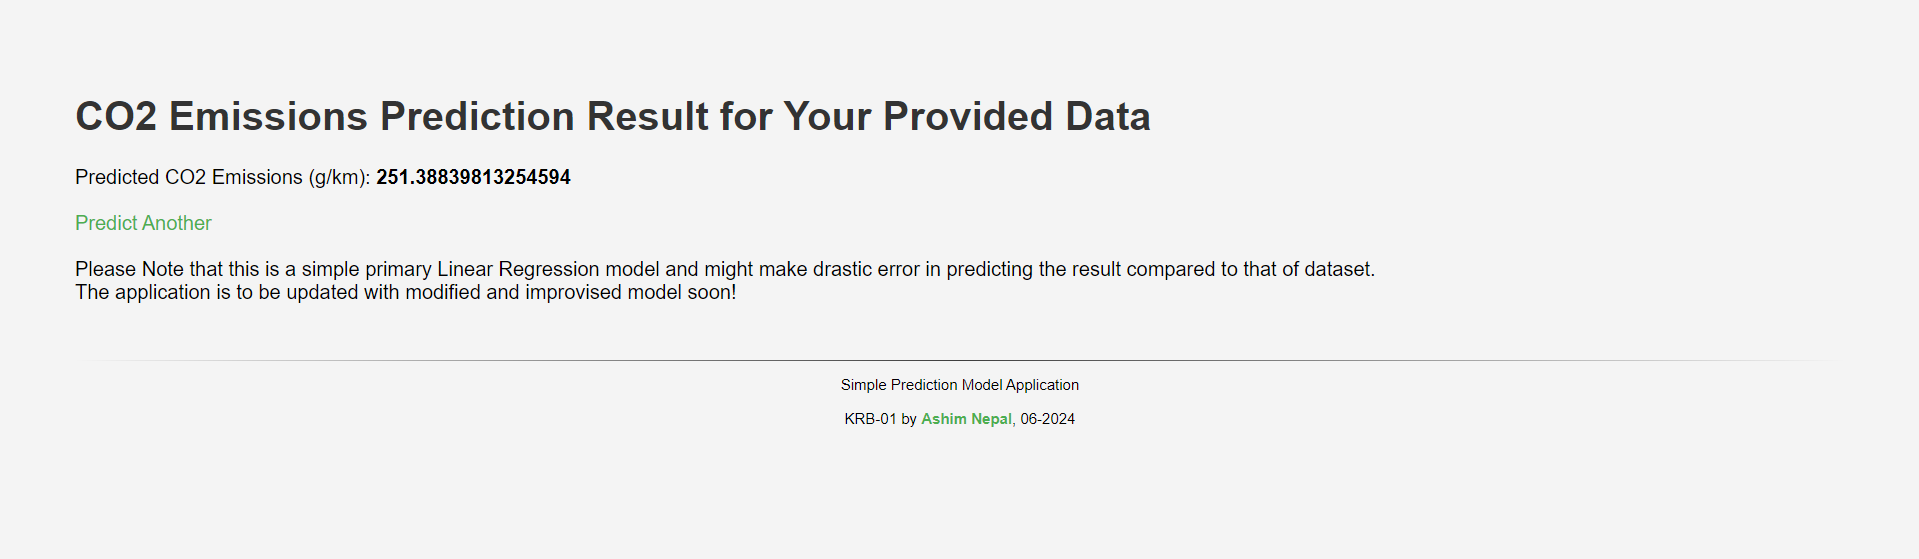 CO2 Emissions Prediction Result for Your Provided Data
Predicted CO2 Emissions (g/km): 251.38839813254594
Predict Another
Please Note that this is a simple primary Linear Regression model and might make drastic error in predicting the result compared to that of dataset.
The application is to be updated with modified and improvised model soon!
Simple Prediction Model Application
KRB-01 by Ashim Nepal, 06-2024